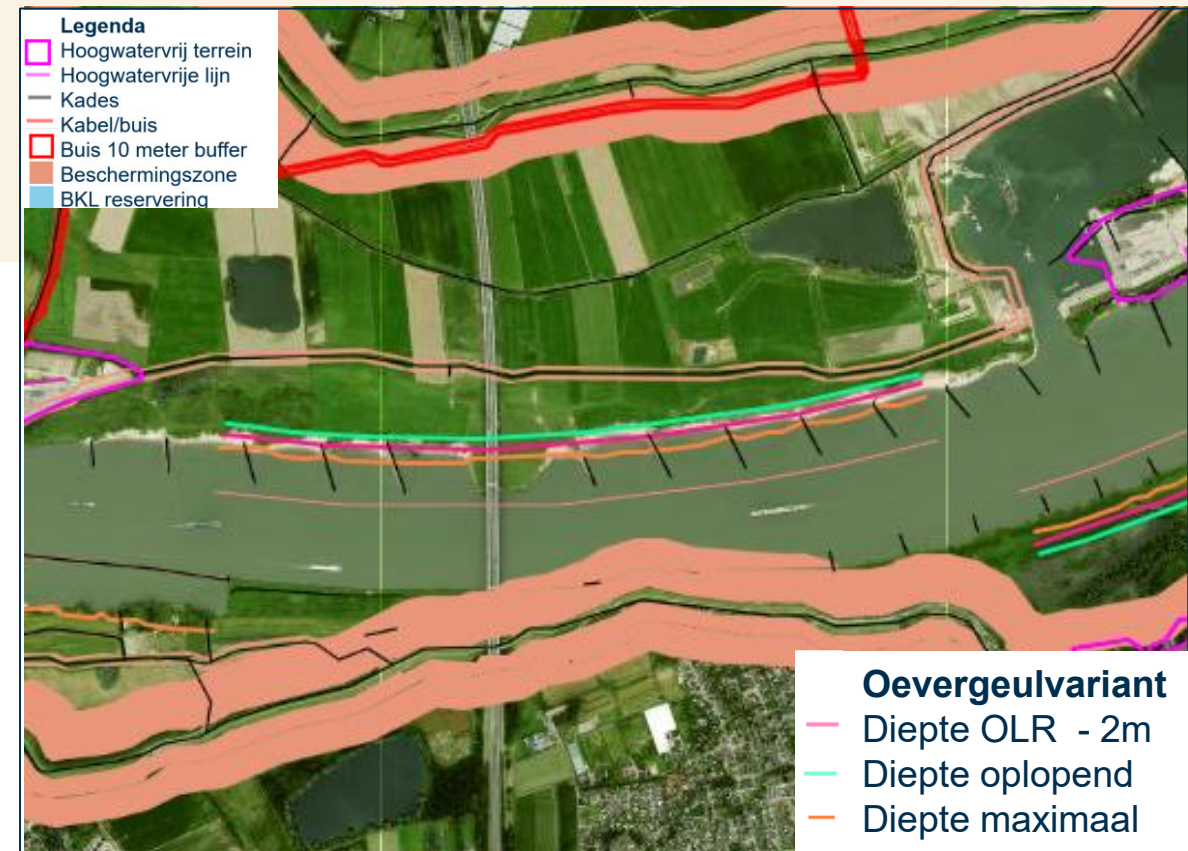 Legenda
Hoogwatervrij terrein
Hoogwatervrije lijn
Kades
Kabel/buis
Buis 10 meter buffer
Beschermingszone
BKL reservering
Oevergeulvariant
Diepte OLR - 2m
Diepte oplopend
Diepte maximaal